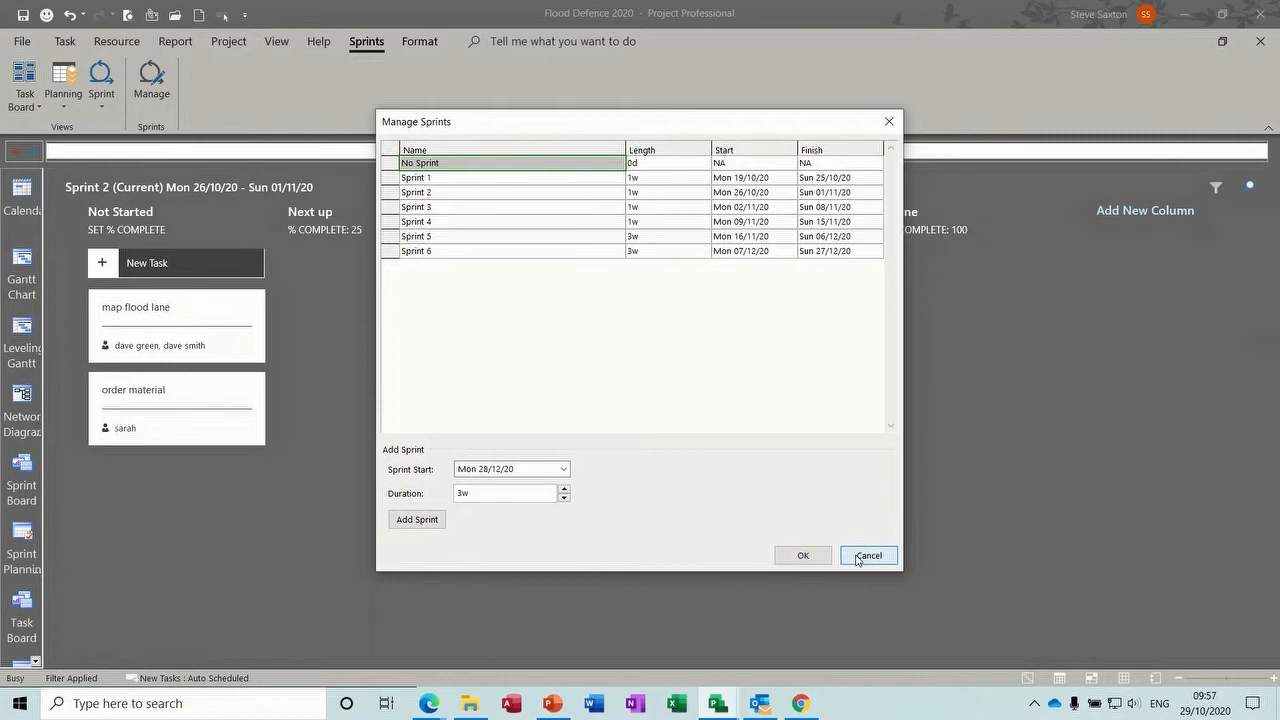 Flood Defence 2020 - Project Professional
Steve Saxton SS
File Task Resource Report Project View Help Sprints Format Tell me what you want to do
Task Board
Planning
Sprint
Manage
Views
Sprints
Sprint 2 (Current) Mon 26/10/20 - Sun 01/11/20
Not Started
SET % COMPLETE
Next up
% COMPLETE: 25
ne
OMPLETE: 100
Add New Column
+ New Task
map flood lane
dave green, dave smith
order material
sarah
Calenda
Gantt
Chart
Leveling
Gantt
Network
Diagra
Sprint
Board
Sprint
Plannin
Task
Board
Manage Sprints
Name Length Start Finish
No Sprint 0d NA NA
Sprint 1 1w Mon 19/10/20 Sun 25/10/20
Sprint 2 1w Mon 26/10/20 Sun 01/11/20
Sprint 3 1w Mon 02/11/20 Sun 08/11/20
Sprint 4 1w Mon 09/11/20 Sun 15/11/20
Sprint 5 3w Mon 16/11/20 Sun 06/12/20
Sprint 6 3w Mon 07/12/20 Sun 27/12/20
Add Sprint
Sprint Start: Mon 28/12/20
Duration: 3w
Add Sprint
OK Cancel
Busy Filter Applied New Tasks : Auto Scheduled
Type here to search
ENG
09:57
29/10/2020